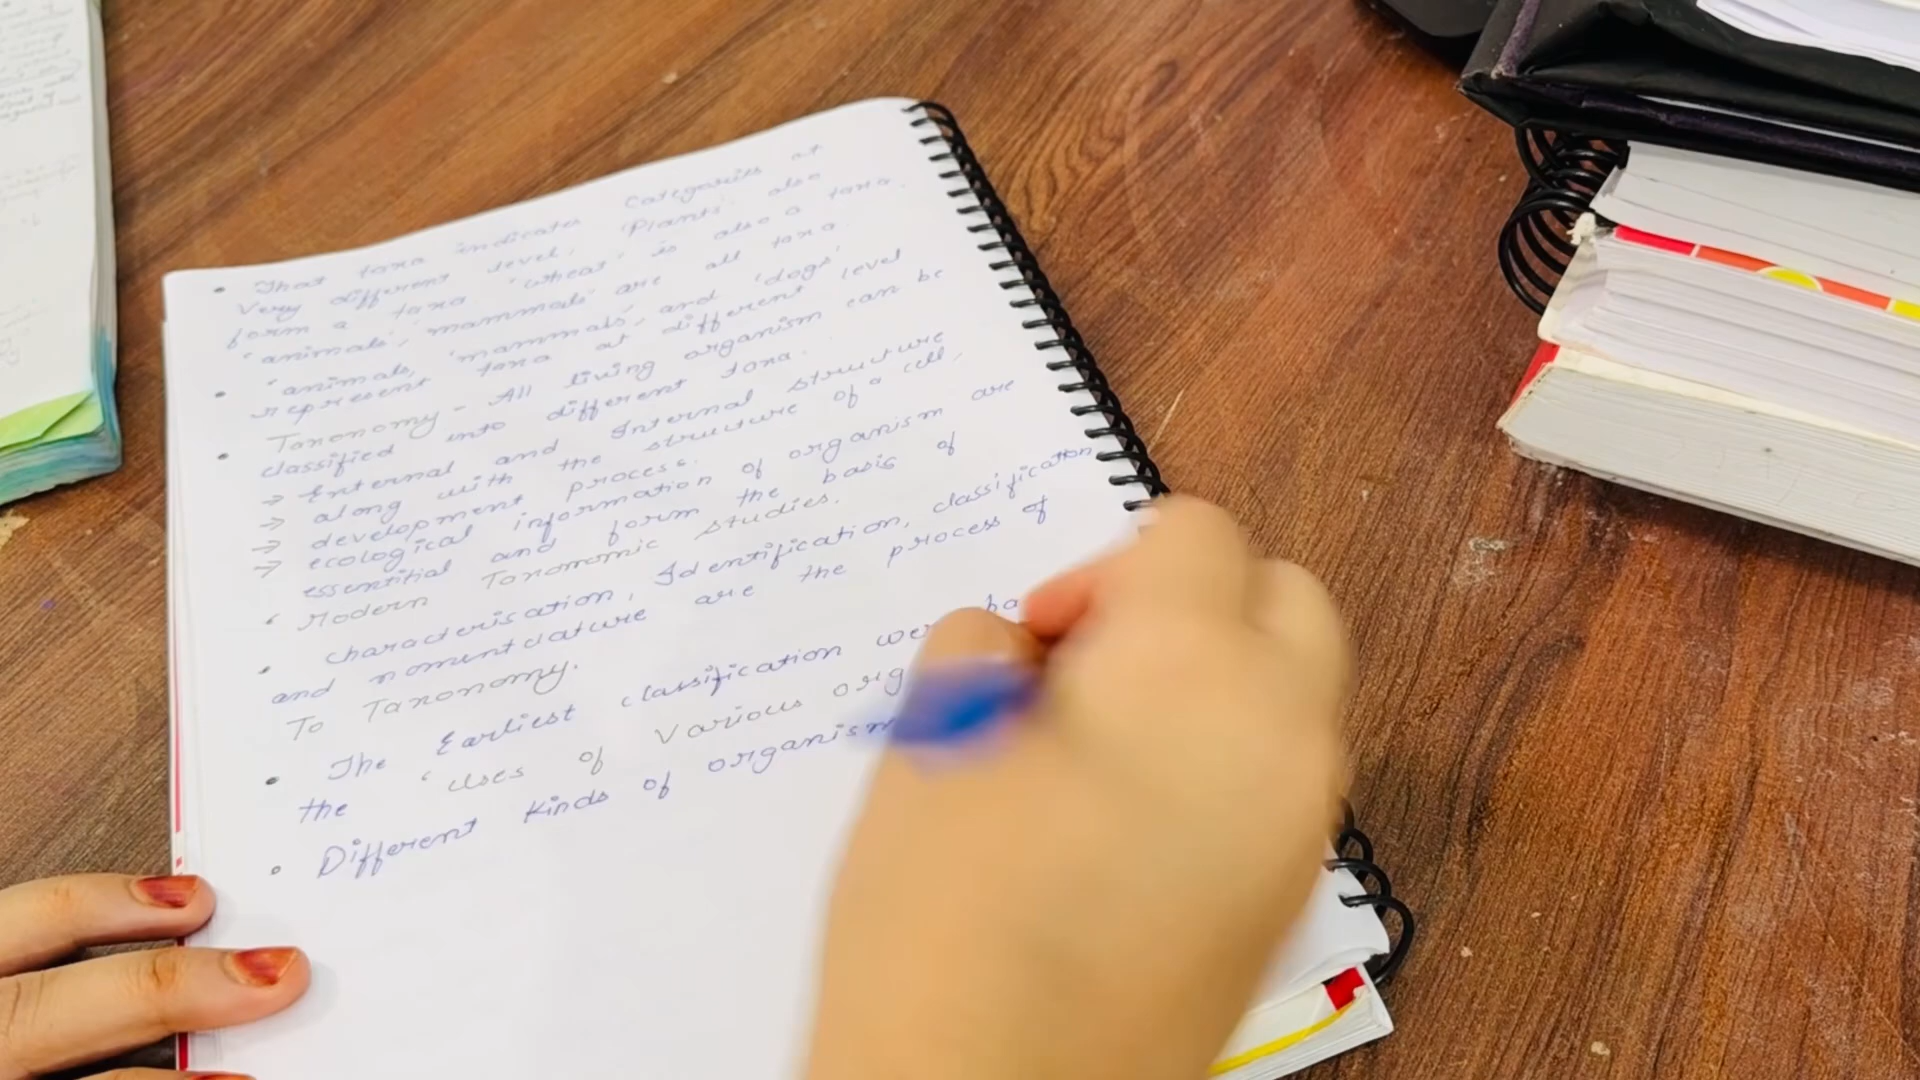 • That taxa indicates categories at
very different level, 'Plants' also
form a taxa 'wheat' is also a taxa.
'animals', 'mammals' are all taxa.
• 'animals, 'mammals', and 'dogs',
represent taxa at different level
• Taxonomy - All living organism can be
classified into different taxa.
→ External and Internal structure
→ along with the structure of a cell,
→ development process.
→ ecological information of organism are
essentitial and form the basis of
• Modern Taxonomic studies.
• characterisation, Identification, classification
and nomentclature are the process of
To Taxonomy.
• The Earliest classification
the 'uses of various
• Different kinds of organism